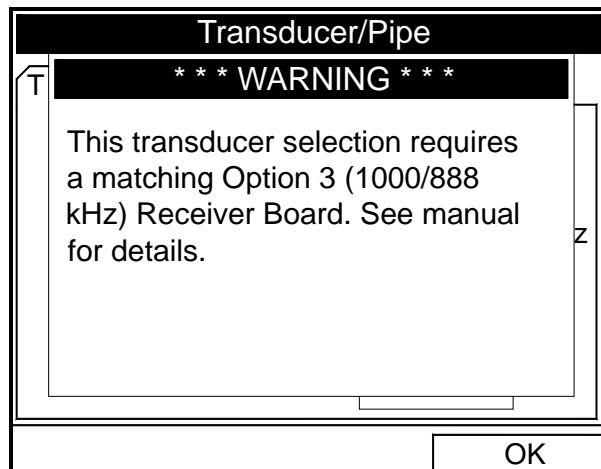 Transducer/Pipe
T
* * * WARNING * * *
This transducer selection requires
a matching Option 3 (1000/888
kHz) Receiver Board. See manual
for details.
z
OK